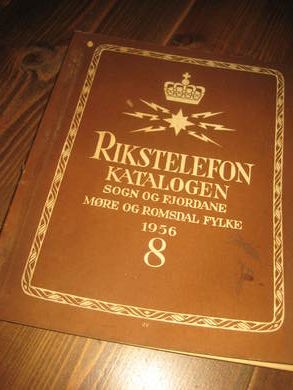 RIKSTELEFON
KATALOGEN
SOGN OG FJORDANE
MØRE OG ROMSDAL FYLKE
1956
8